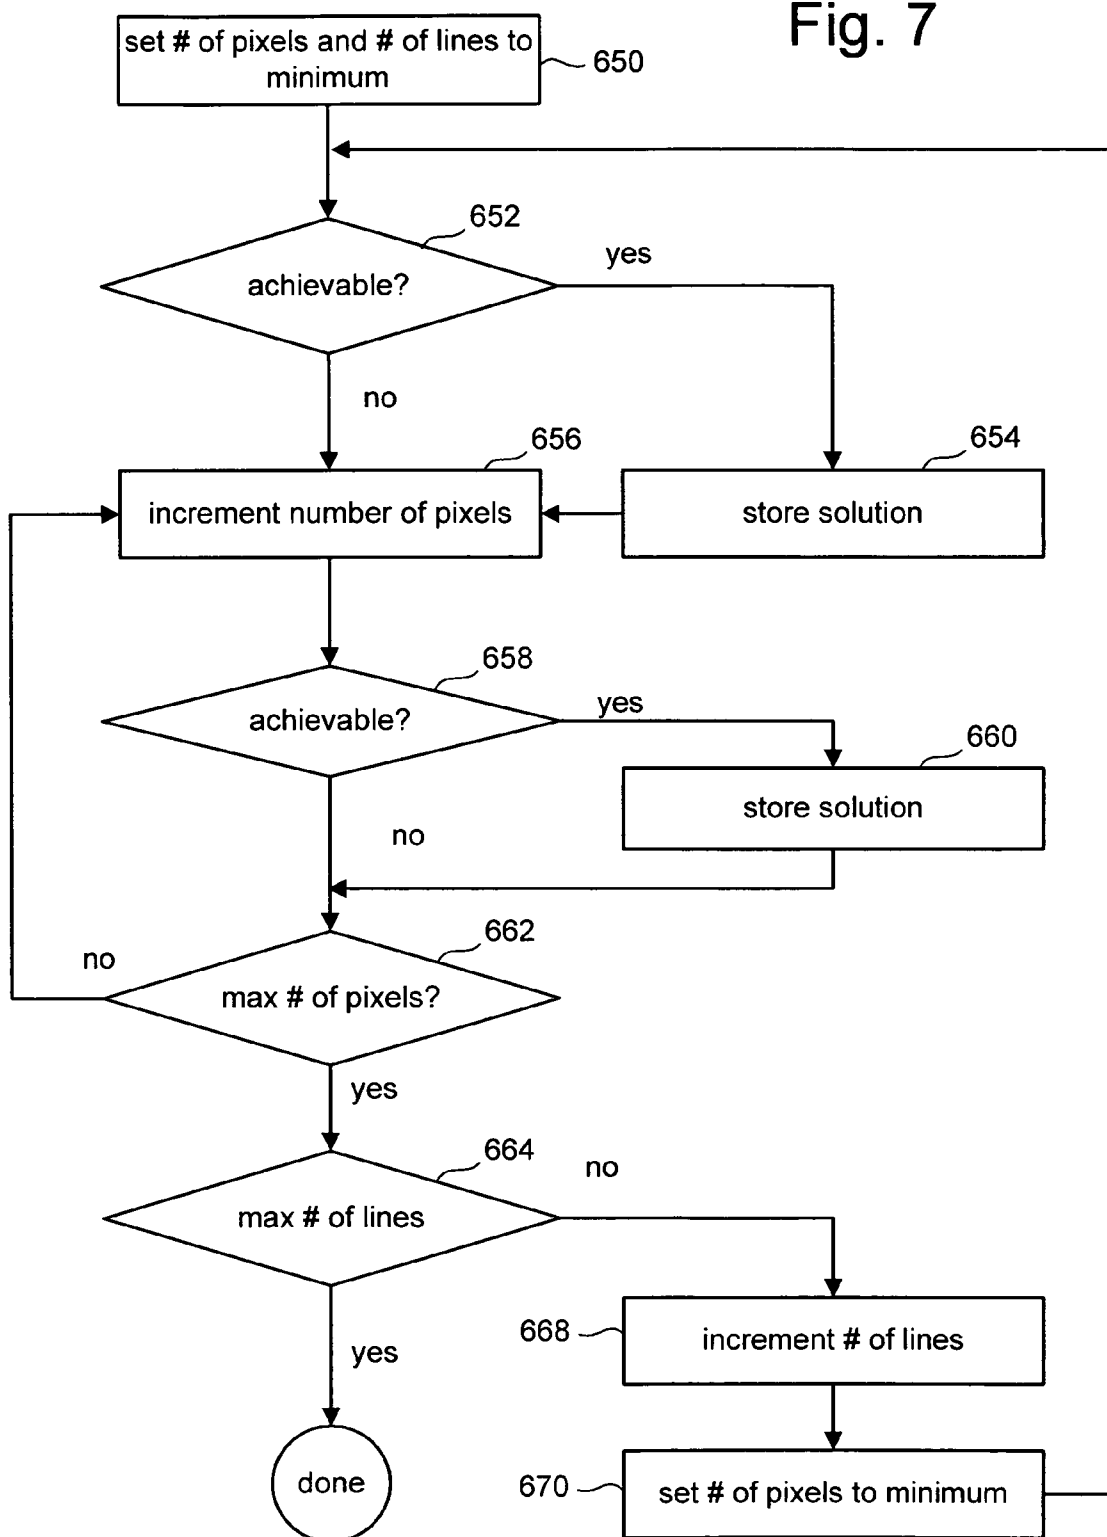 Fig. 7
set # of pixels and # of lines to
minimum
650
652
achievable?
yes
no
656
654
increment number of pixels
store solution
658
achievable?
yes
660
store solution
no
662
no
max # of pixels?
yes
664
no
max # of lines
668
increment # of lines
yes
done
670
set # of pixels to minimum